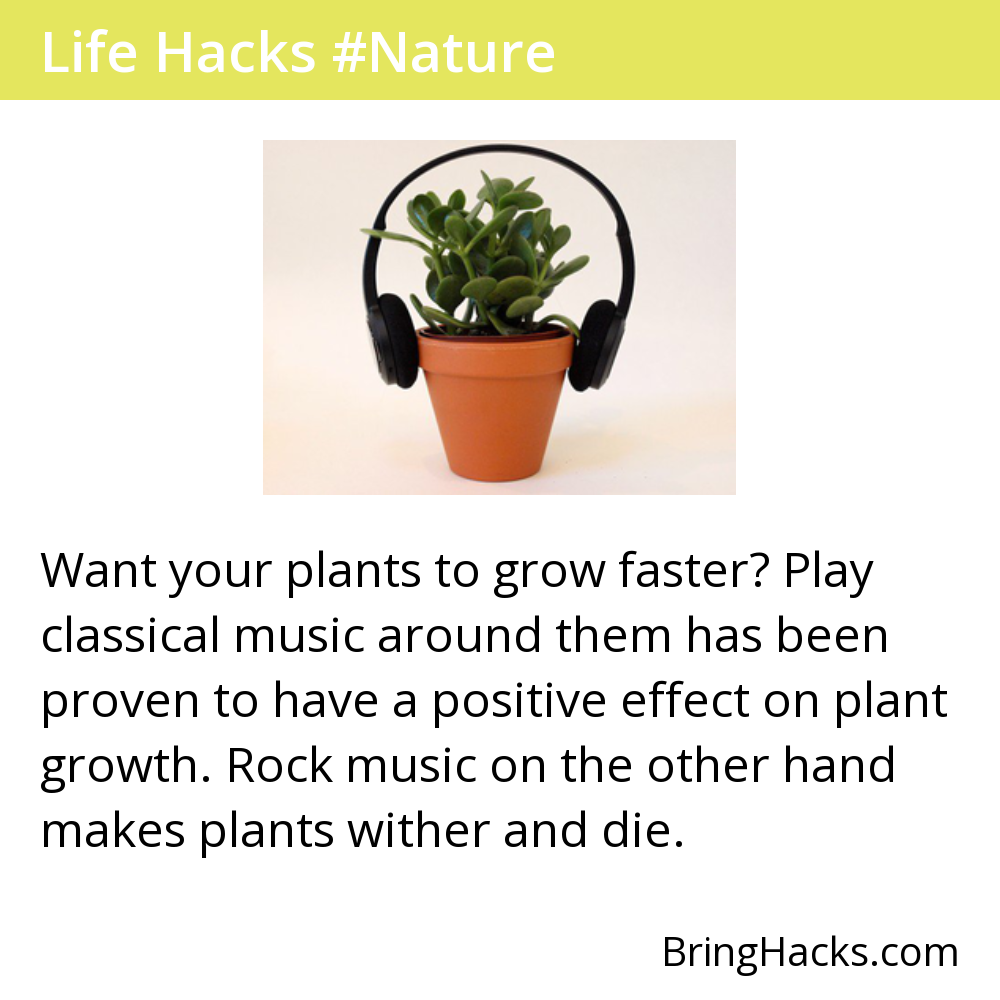 Life Hacks #Nature
Want your plants to grow faster? Play
classical music around them has been
proven to have a positive effect on plant
growth. Rock music on the other hand
makes plants wither and die.
BringHacks.com